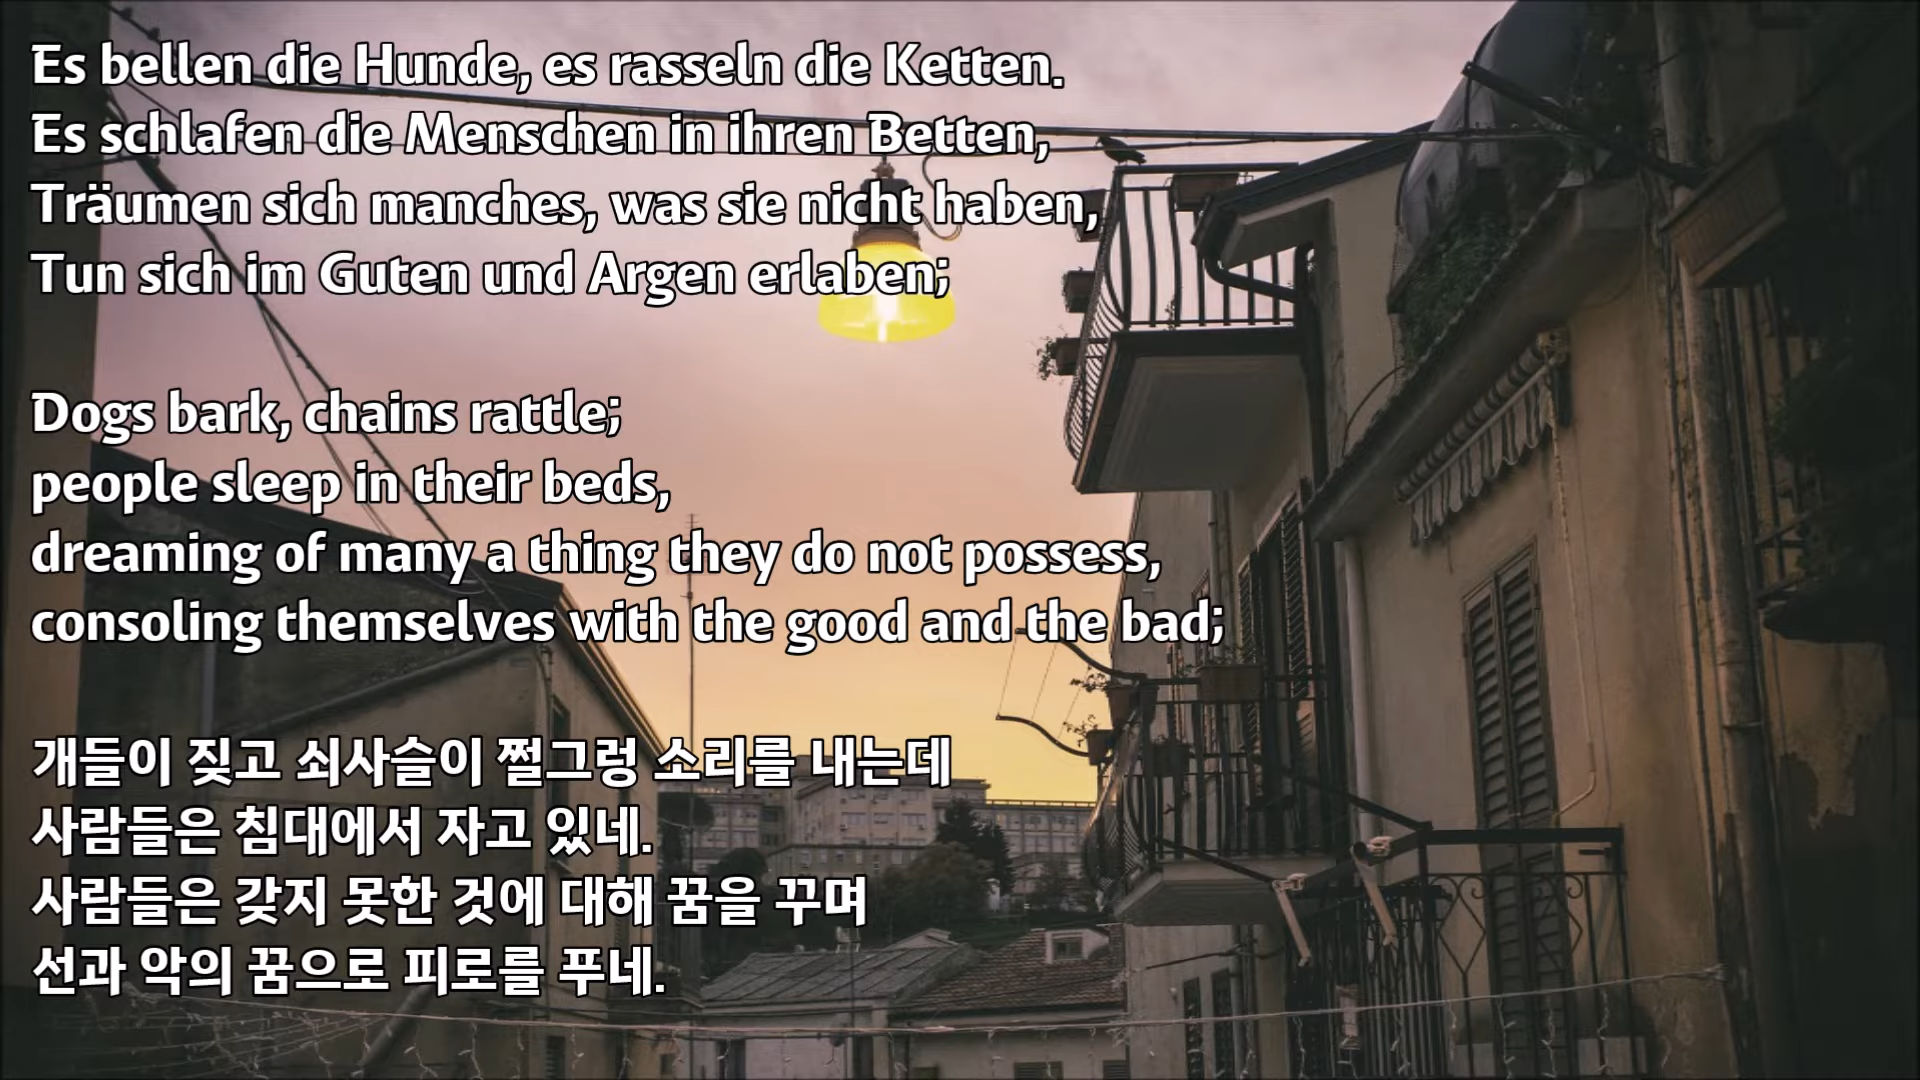 Es bellen die Hunde, es rasseln die Ketten.
Es schlafen die Menschen in ihren Betten,
Träumen sich manches, was sie nicht haben,
Tun sich im Guten und Argen erlaben;
Dogs bark, chains rattle;
people sleep in their beds,
dreaming of many a thing they do not possess,
consoling themselves with the good and the bad;
개들이 짖고 쇠사슬이 쩔그렁 소리를 내는데
사람들은 침대에서 자고 있네.
사람들은 갖지 못한 것에 대해 꿈을 꾸며
선과 악의 꿈으로 피로를 푸네.